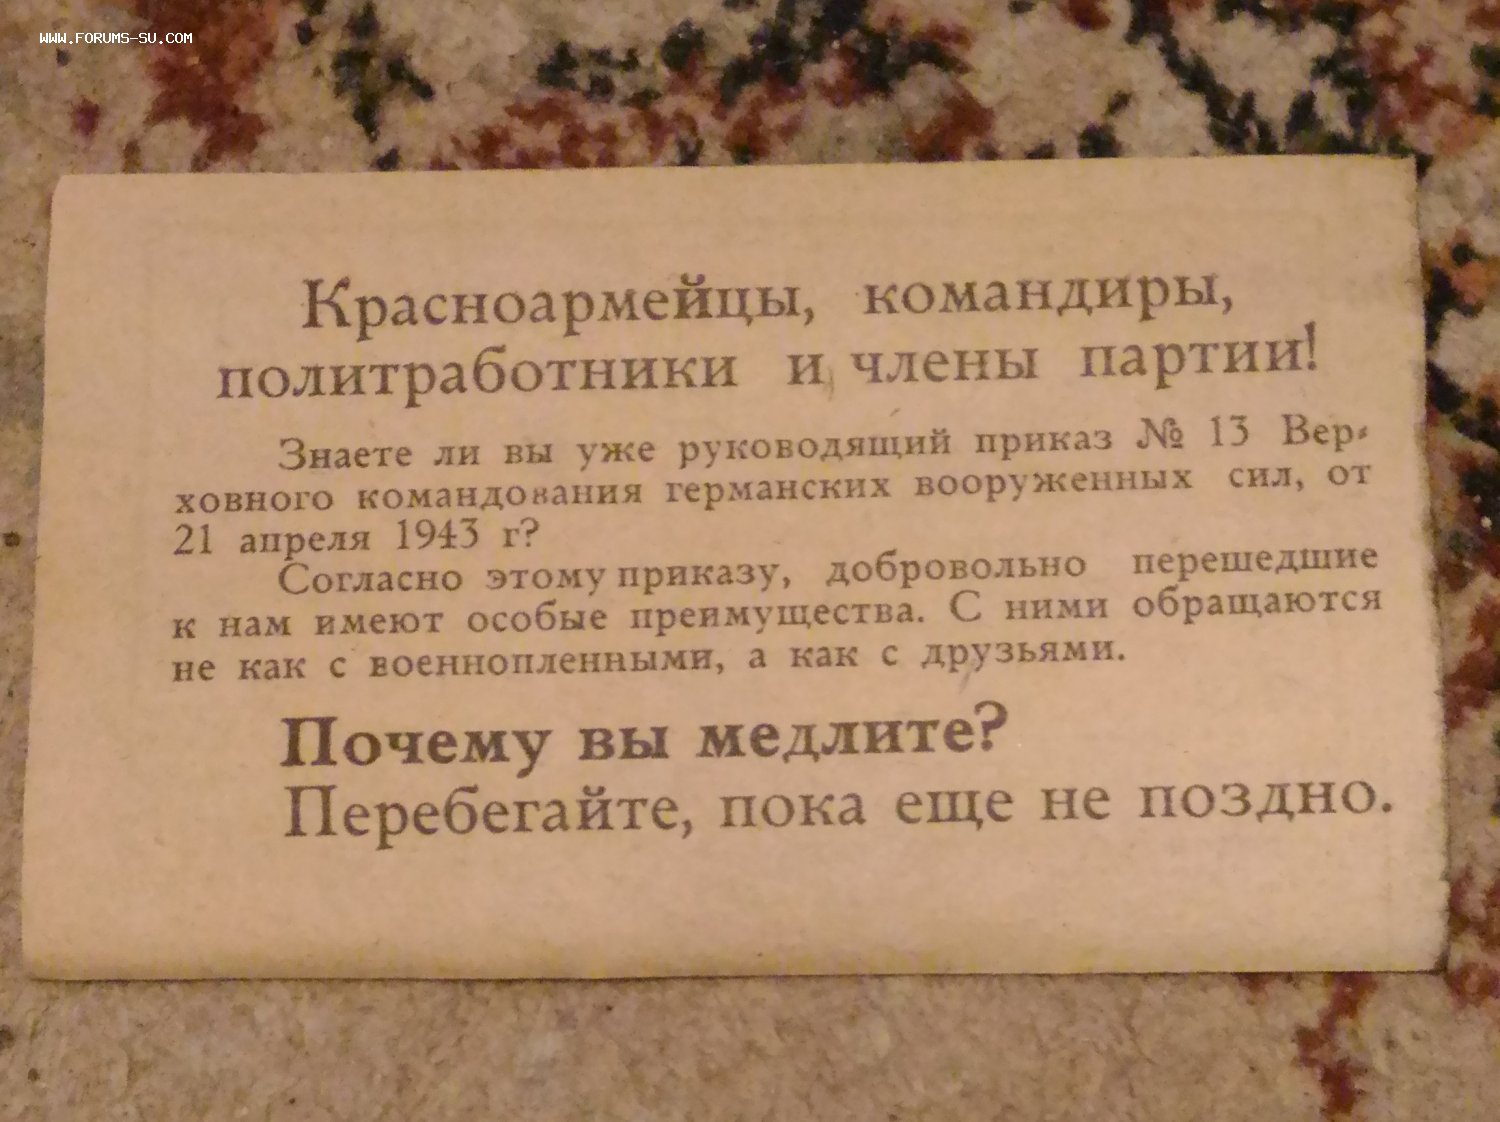 WWW.FORUMS-SU.COM
Красноармейцы, командиры,
политработники и члены партии!
Знаете ли вы уже руководящий приказ № 13 Вер-
ховного командования германских вооруженных сил, от
21 апреля 1943 г?
Согласно этому приказу, добровольно перешедшие
к нам имеют особые преимущества. С ними обращаются
не как с военнопленными, а как с друзьями.
Почему вы медлите?
Перебегайте, пока еще не поздно.